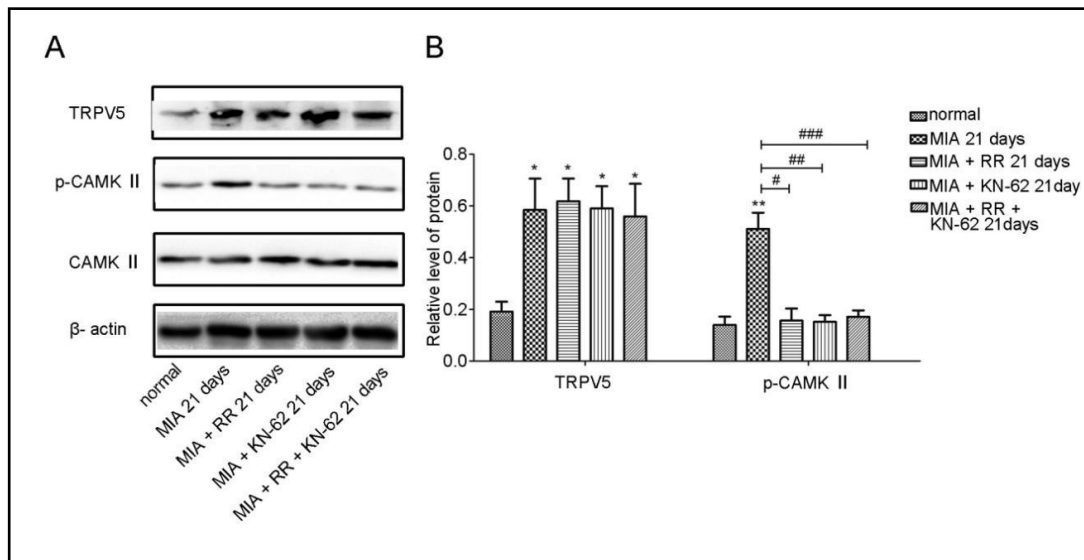 A
TRPV5
p-CAMK II
CAMK II
β- actin
normal
MIA 21 days
MIA + RR 21 days
MIA + KN-62 21 days
MIA + RR + KN-62 21 days
B
Relative level of protein
0.8
0.6
0.4
0.2
0.0
*
*
*
*
**
#
##
###
TRPV5
p-CAMK II
normal
MIA 21 days
MIA + RR 21 days
MIA + KN-62 21day
MIA + RR +
KN-62 21days